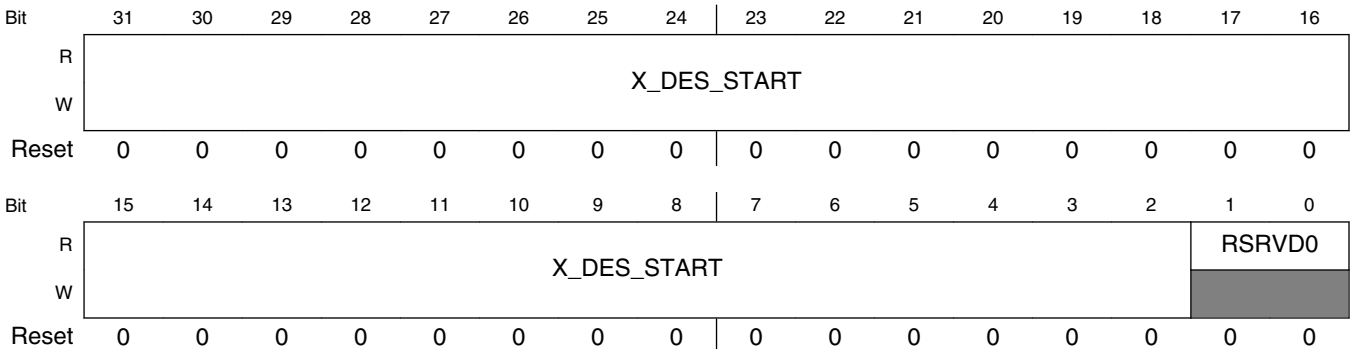 Bit 31 30 29 28 27 26 25 24 23 22 21 20 19 18 17 16
R
X_DES_START
W
Reset 0 0 0 0 0 0 0 0 0 0 0 0 0 0 0 0
Bit 15 14 13 12 11 10 9 8 7 6 5 4 3 2 1 0
R RSRVD0
X_DES_START
W
Reset 0 0 0 0 0 0 0 0 0 0 0 0 0 0 0 0